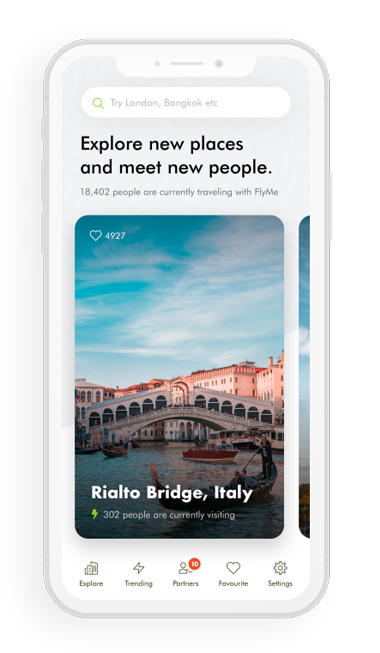 Try London, Bangkok etc
Explore new places
and meet new people.
18,402 people are currently traveling with FlyMe
4927
Rialto Bridge, Italy
302 people are currently visiting
10
Explore
Trending
Partners
Favourite
Settings